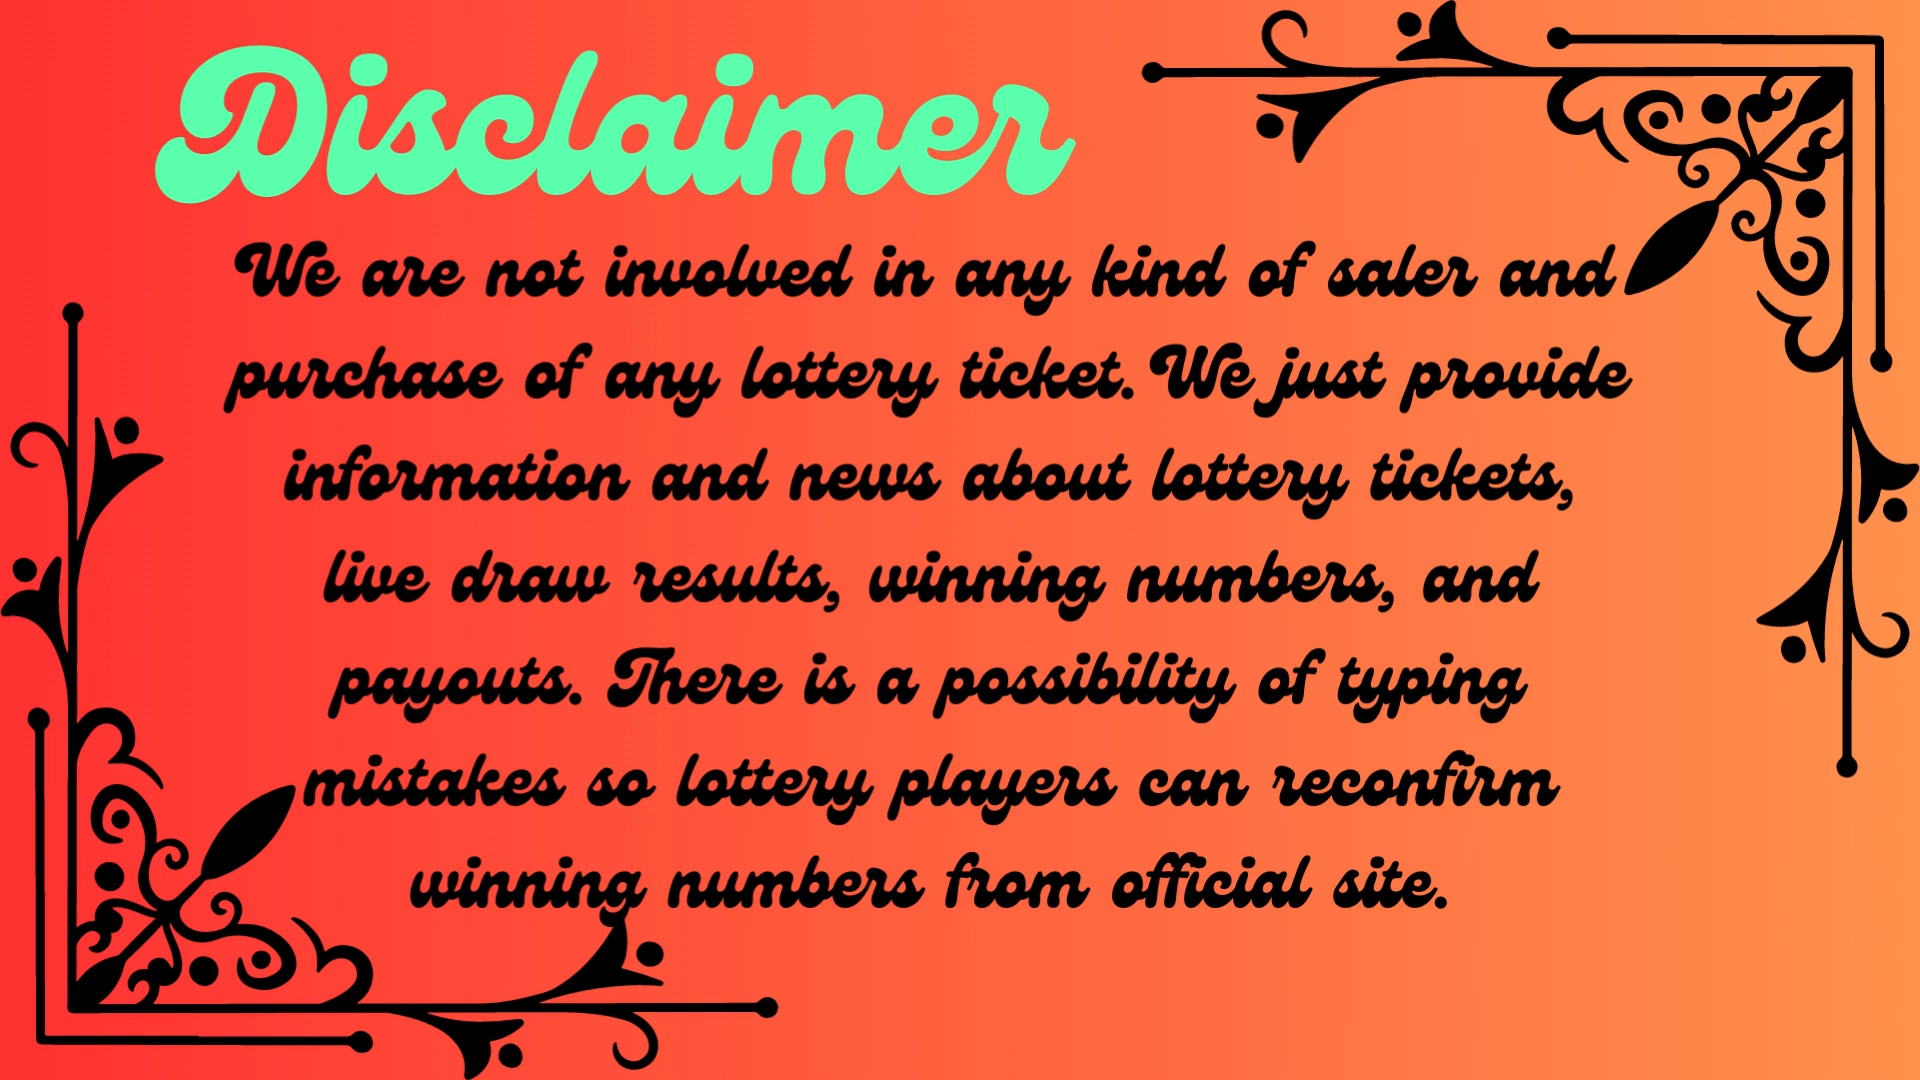 Disclaimer
We are not involved in any kind of saler and
purchase of any lottery ticket. We just provide
information and news about lottery tickets,
live draw results, winning numbers, and
payouts. There is a possibility of typing
mistakes so lottery players can reconfirm
winning numbers from official site.